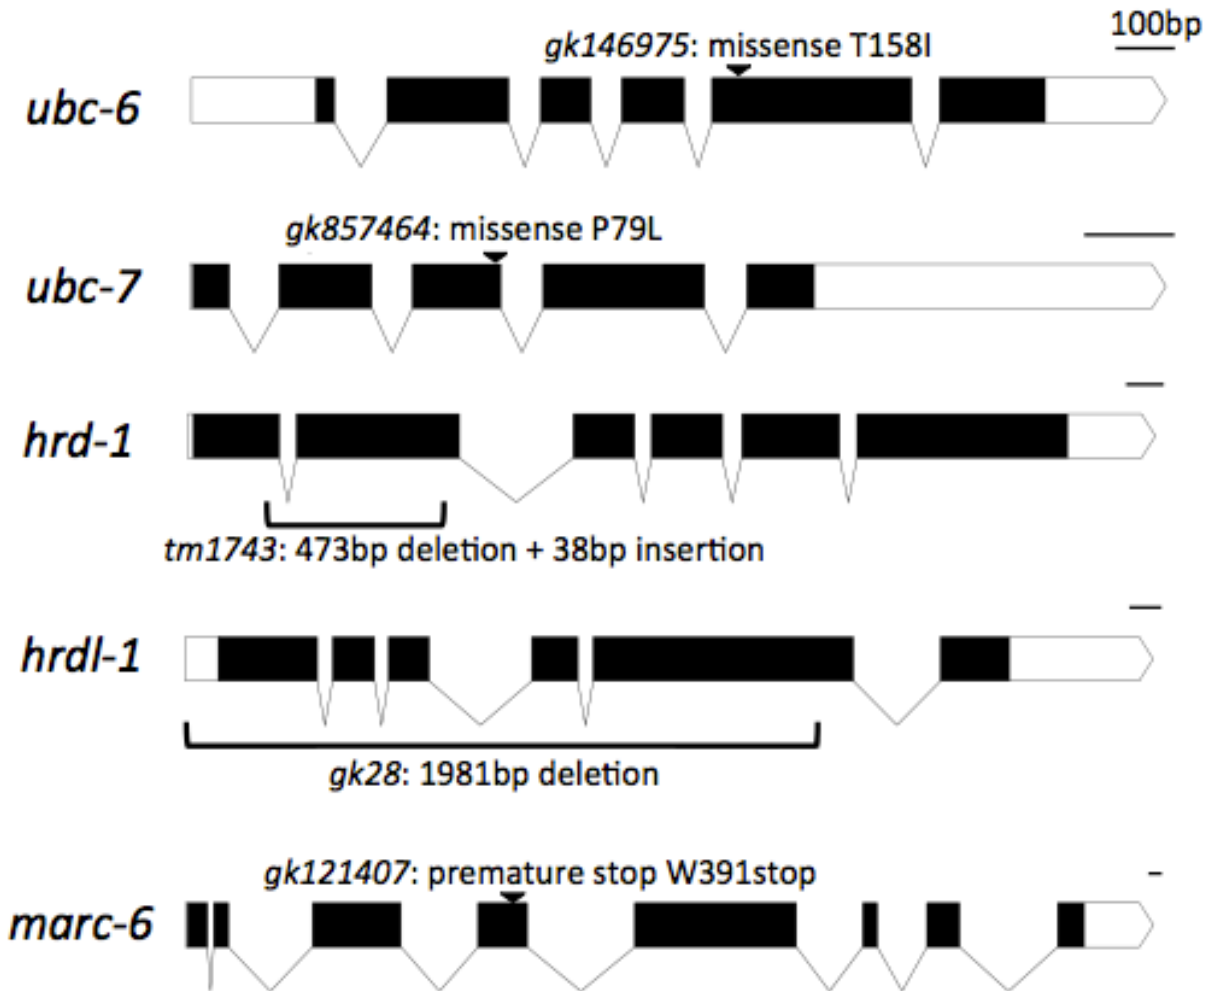 100bp
gk146975: missense T158I
ubc-6
gk857464: missense P79L
ubc-7
hrd-1
tm1743: 473bp deletion + 38bp insertion
hrdl-1
gk28: 1981bp deletion
gk121407: premature stop W391stop
marc-6